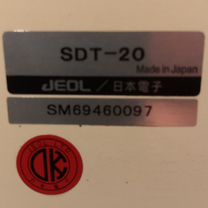 SDT-20
Made in Japan
JEOL / 日本電子
SM69460097